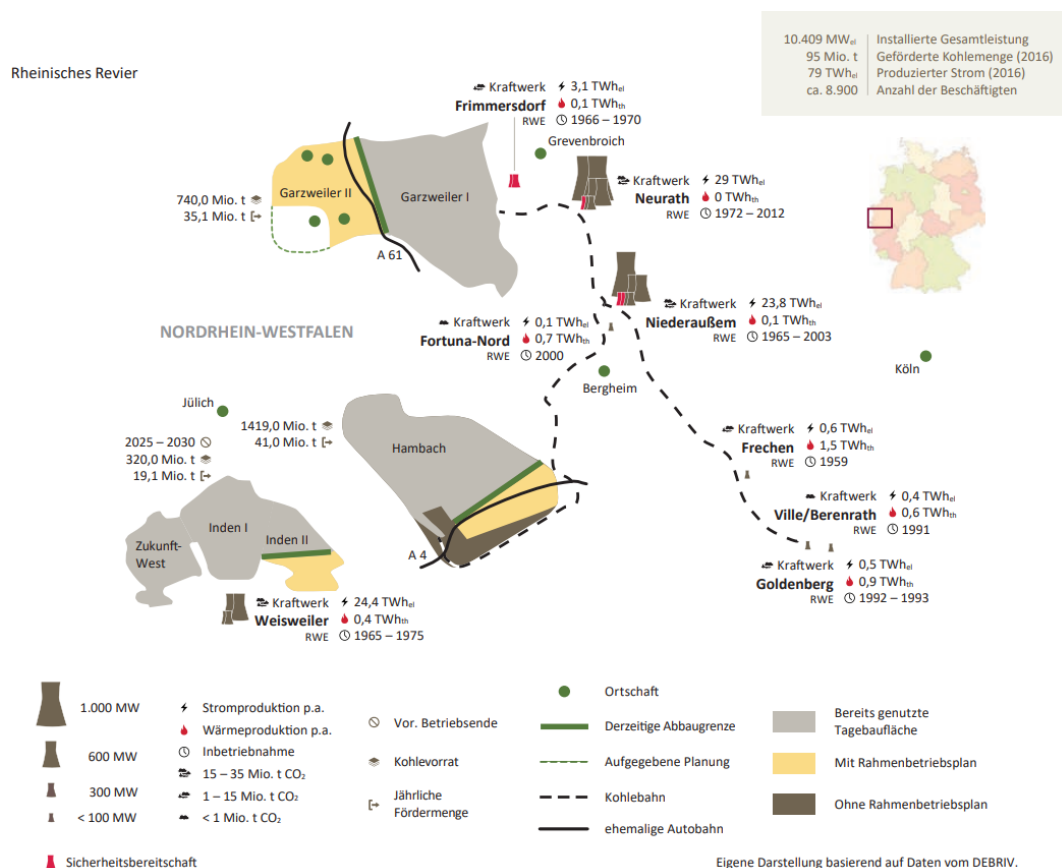 Rheinisches Revier
10.409 MWel | Installierte Gesamtleistung
95 Mio. t | Geförderte Kohlemenge (2016)
79 TWhel | Produzierter Strom (2016)
ca. 8.900 | Anzahl der Beschäftigten
Kraftwerk 3,1 TWhel
Frimmersdorf 0,1 TWhth
RWE 1966 – 1970
Grevenbroich
Garzweiler II
Garzweiler I
740,0 Mio. t
35,1 Mio. t
A 61
Kraftwerk 29 TWhel
Neurath 0 TWhth
RWE 1972 – 2012
Kraftwerk 23,8 TWhel
Niederaußem 0,1 TWhth
RWE 1965 – 2003
NORDRHEIN-WESTFALEN
Kraftwerk 0,1 TWhel
Fortuna-Nord 0,7 TWhth
RWE 2000
Bergheim
Köln
Jülich
1419,0 Mio. t
41,0 Mio. t
Hambach
2025 – 2030
320,0 Mio. t
19,1 Mio. t
Kraftwerk 0,6 TWhel
Frechen 1,5 TWhth
RWE 1959
Kraftwerk 0,4 TWhel
Ville/Berenrath 0,6 TWhth
RWE 1991
Inden I
Inden II
Zukunft-
West
A 4
Kraftwerk 0,5 TWhel
Goldenberg 0,9 TWhth
RWE 1992 – 1993
Kraftwerk 24,4 TWhel
Weisweiler 0,4 TWhth
RWE 1965 – 1975
1.000 MW
600 MW
300 MW
< 100 MW
Sicherheitsbereitschaft
Stromproduktion p.a.
Wärmeproduktion p.a.
Inbetriebnahme
15 – 35 Mio. t CO2
1 – 15 Mio. t CO2
< 1 Mio. t CO2
Vor. Betriebsende
Kohlevorrat
Jährliche
Fördermenge
Ortschaft
Derzeitige Abbaugrenze
Aufgegebene Planung
Kohlebahn
ehemalige Autobahn
Bereits genutzte
Tagebaufläche
Mit Rahmenbetriebsplan
Ohne Rahmenbetriebsplan
Eigene Darstellung basierend auf Daten vom DEBRIV.